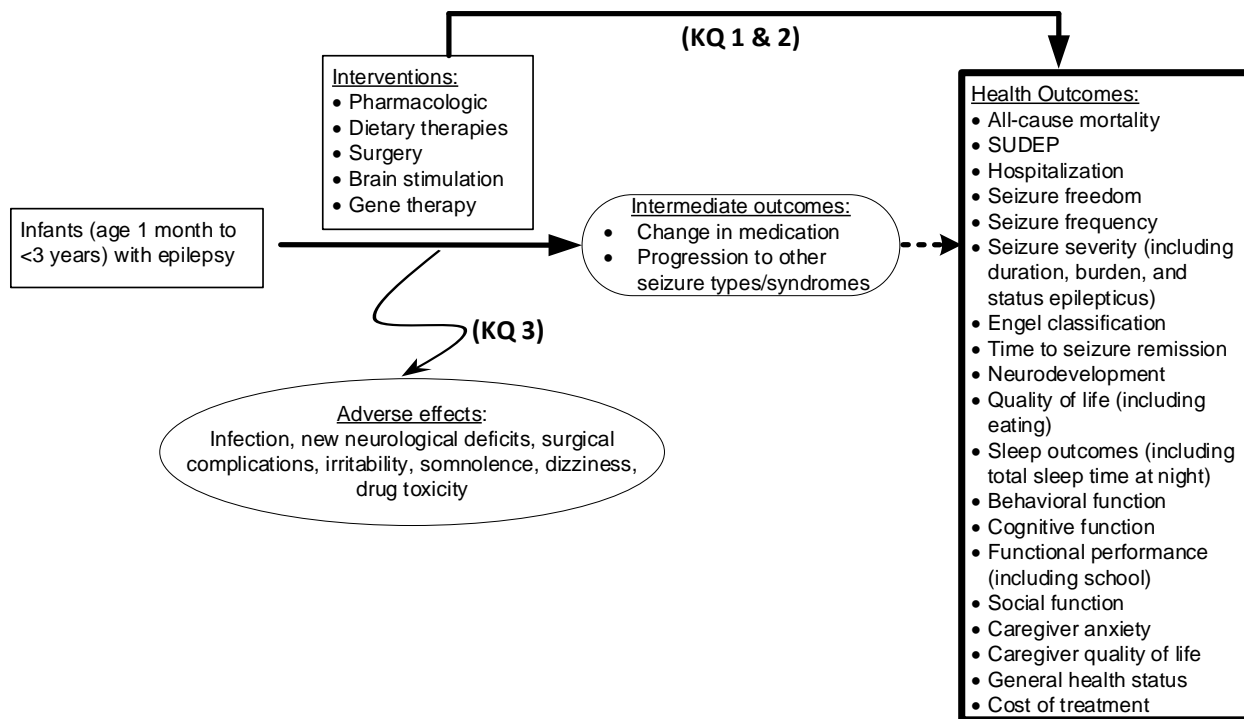 (KQ 1 & 2)
Interventions:
• Pharmacologic
• Dietary therapies
• Surgery
• Brain stimulation
• Gene therapy
Infants (age 1 month to
<3 years) with epilepsy
Intermediate outcomes:
• Change in medication
• Progression to other
seizure types/syndromes
(KQ 3)
Adverse effects:
Infection, new neurological deficits, surgical
complications, irritability, somnolence, dizziness,
drug toxicity
Health Outcomes:
• All-cause mortality
• SUDEP
• Hospitalization
• Seizure freedom
• Seizure frequency
• Seizure severity (including
duration, burden, and
status epilepticus)
• Engel classification
• Time to seizure remission
• Neurodevelopment
• Quality of life (including
eating)
• Sleep outcomes (including
total sleep time at night)
• Behavioral function
• Cognitive function
• Functional performance
(including school)
• Social function
• Caregiver anxiety
• Caregiver quality of life
• General health status
• Cost of treatment